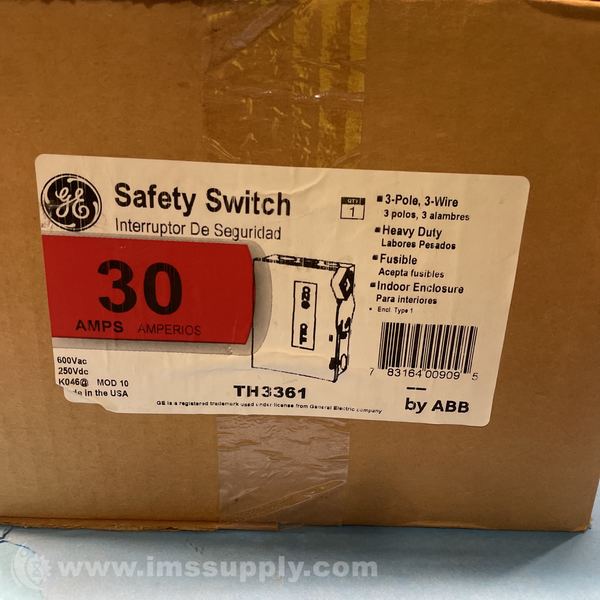 GE
Safety Switch
Interruptor De Seguridad
QTY
1
3-Pole, 3-Wire
3 polos, 3 alambres
Heavy Duty
Labores Pesados
Fusible
Acepta fusibles
Indoor Enclosure
Para interiores
Encl. Type 1
30
AMPS AMPERIOS
600Vac
250Vdc
K046@ MOD 10
in the USA
TH3361
GE is a registered trademark used under license from General Electric company
7 83164 00909 5
by ABB
www.imssupply.com